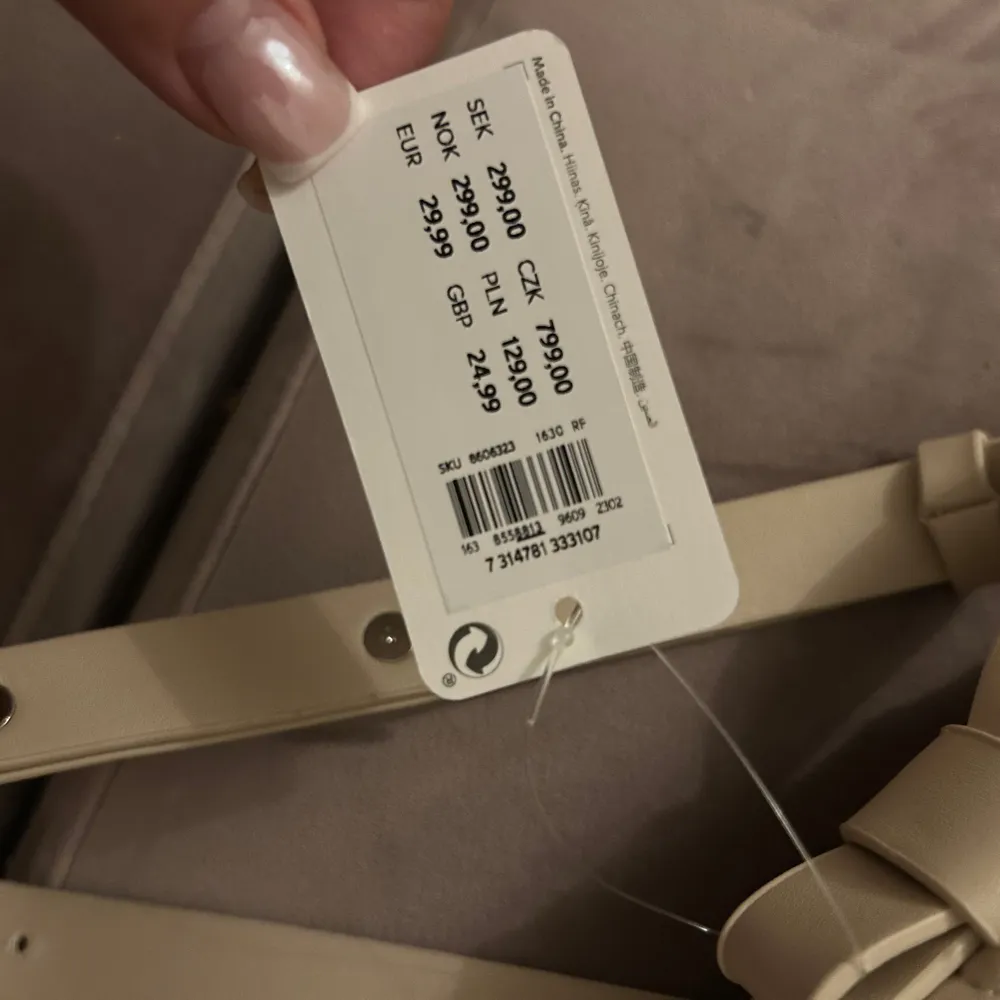 Made in China. Hiinas. Ķīnā. Kinijoje. Chinach. 中国制造.
SEK 299,00 CZK 799,00
NOK 299,00 PLN 129,00
EUR 29,99 GBP 24,99
SKU 8606323 1630 RF
163 8556813 9609 2302
7 314781 333107
®